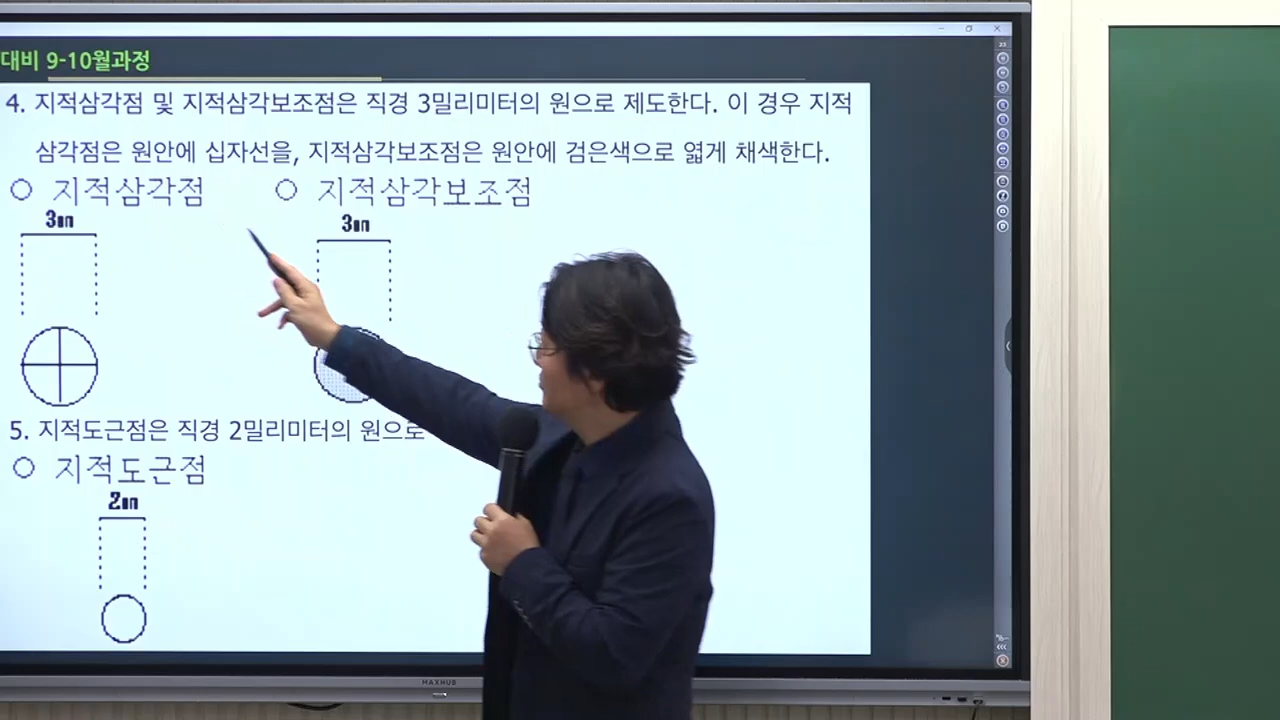 대비 9-10월과정
4. 지적삼각점 및 지적삼각보조점은 직경 3밀리미터의 원으로 제도한다. 이 경우 지적
삼각점은 원안에 십자선을, 지적삼각보조점은 원안에 검은색으로 엷게 채색한다.
○ 지적삼각점 ○ 지적삼각보조점
3㎜ 3㎜
5. 지적도근점은 직경 2밀리미터의 원으로
○ 지적도근점
2㎜
MAXHUB